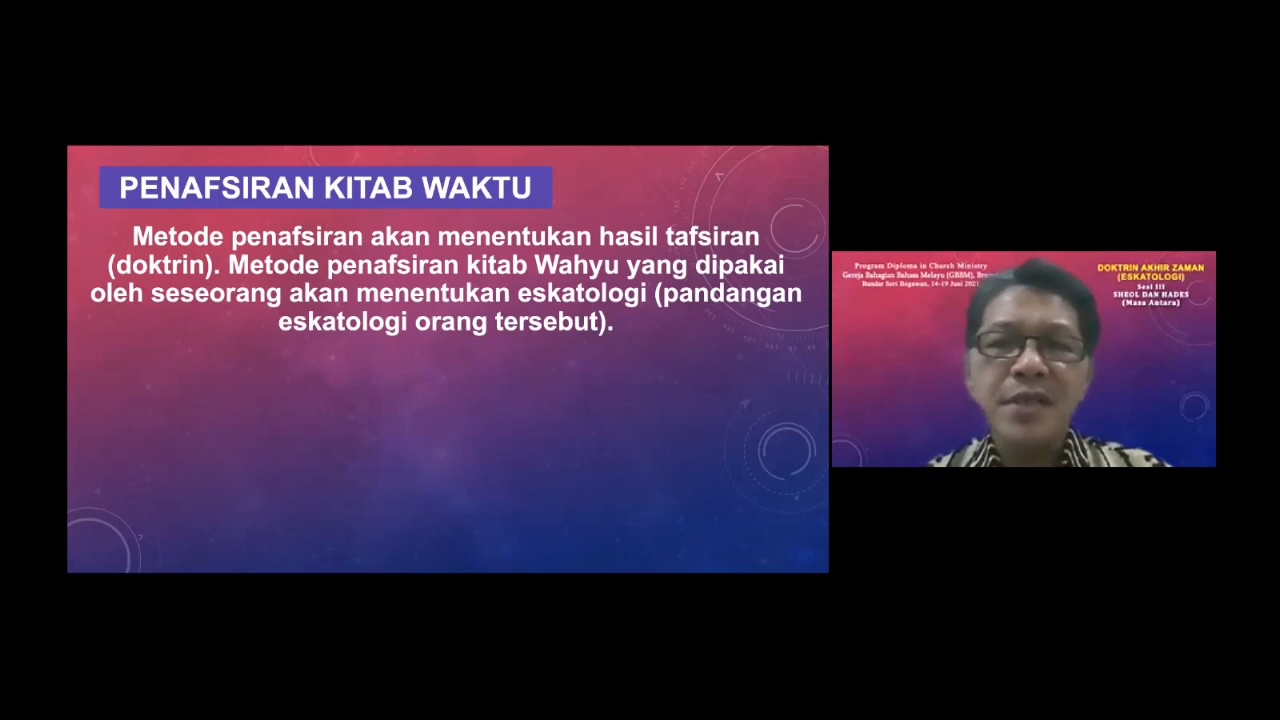 PENAFSIRAN KITAB WAKTU
Metode penafsiran akan menentukan hasil tafsiran
(doktrin). Metode penafsiran kitab Wahyu yang dipakai
oleh seseorang akan menentukan eskatologi (pandangan
eskatologi orang tersebut).
Program Diploma in Church Ministry
Gereja Bahagian Bahasa Melayu (GBBM),
Bandar Seri Begawan, 14-19 Juni 2021
DOKTRIN AKHIR ZAMAN
(ESKATOLOGI)
Sesi III
SHEOL DAN HADES
(Masa Antara)